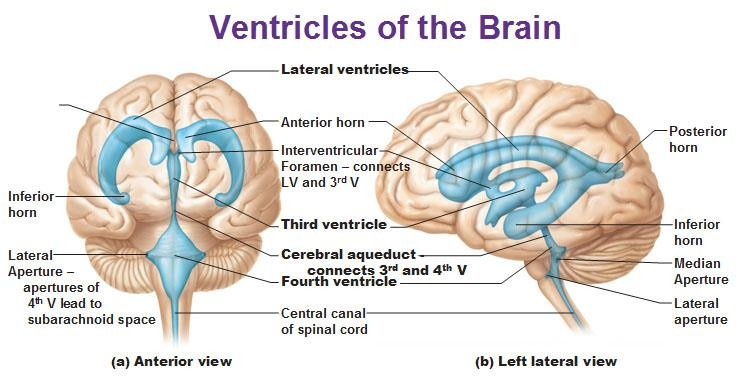 Ventricles of the Brain
Lateral ventricles
Anterior horn
Interventricular
Foramen – connects
LV and 3rd V
Posterior
horn
Inferior
horn
Third ventricle
Inferior
horn
Lateral
Aperture –
apertures of
4th V lead to
subarachnoid space
Cerebral aqueduct -
connects 3rd and 4th V
Fourth ventricle
Median
Aperture
Central canal
of spinal cord
Lateral
aperture
(a) Anterior view
(b) Left lateral view